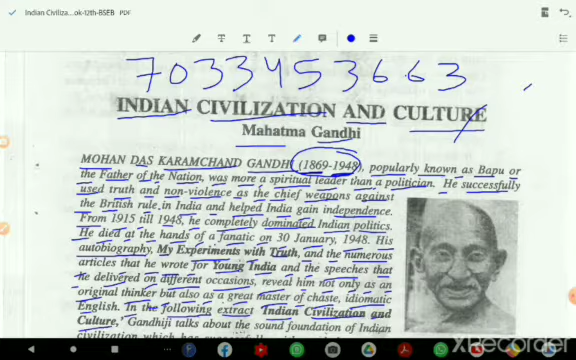 Indian Civiliza...ok-12th-BSEB PDF
7033453663
INDIAN CIVILIZATION AND CULTURE
Mahatma Gandhi
MOHAN DAS KARAMCHAND GANDHI (1869-1948), popularly known as Bapu or
the Father of the Nation, was more a spiritual leader than a politician. He successfully
used truth and non-violence as the chief weapons against
the British rule, in India and helped India gain independence.
From 1915 till 1948, he completely dominated Indian politics.
He died at the hands of a fanatic on 30 January, 1948. His
autobiography, My Experiments with Truth, and the numerous
articles that he wrote for Young India and the speeches that
he delivered on different occasions, reveal him not only as an
original thinker but also as a great master of chaste, idiomatic
English. In the following extract "Indian Civilization and
Culture," Gandhiji talks about the sound foundation of Indian
civilization which has successfully
XRecorder